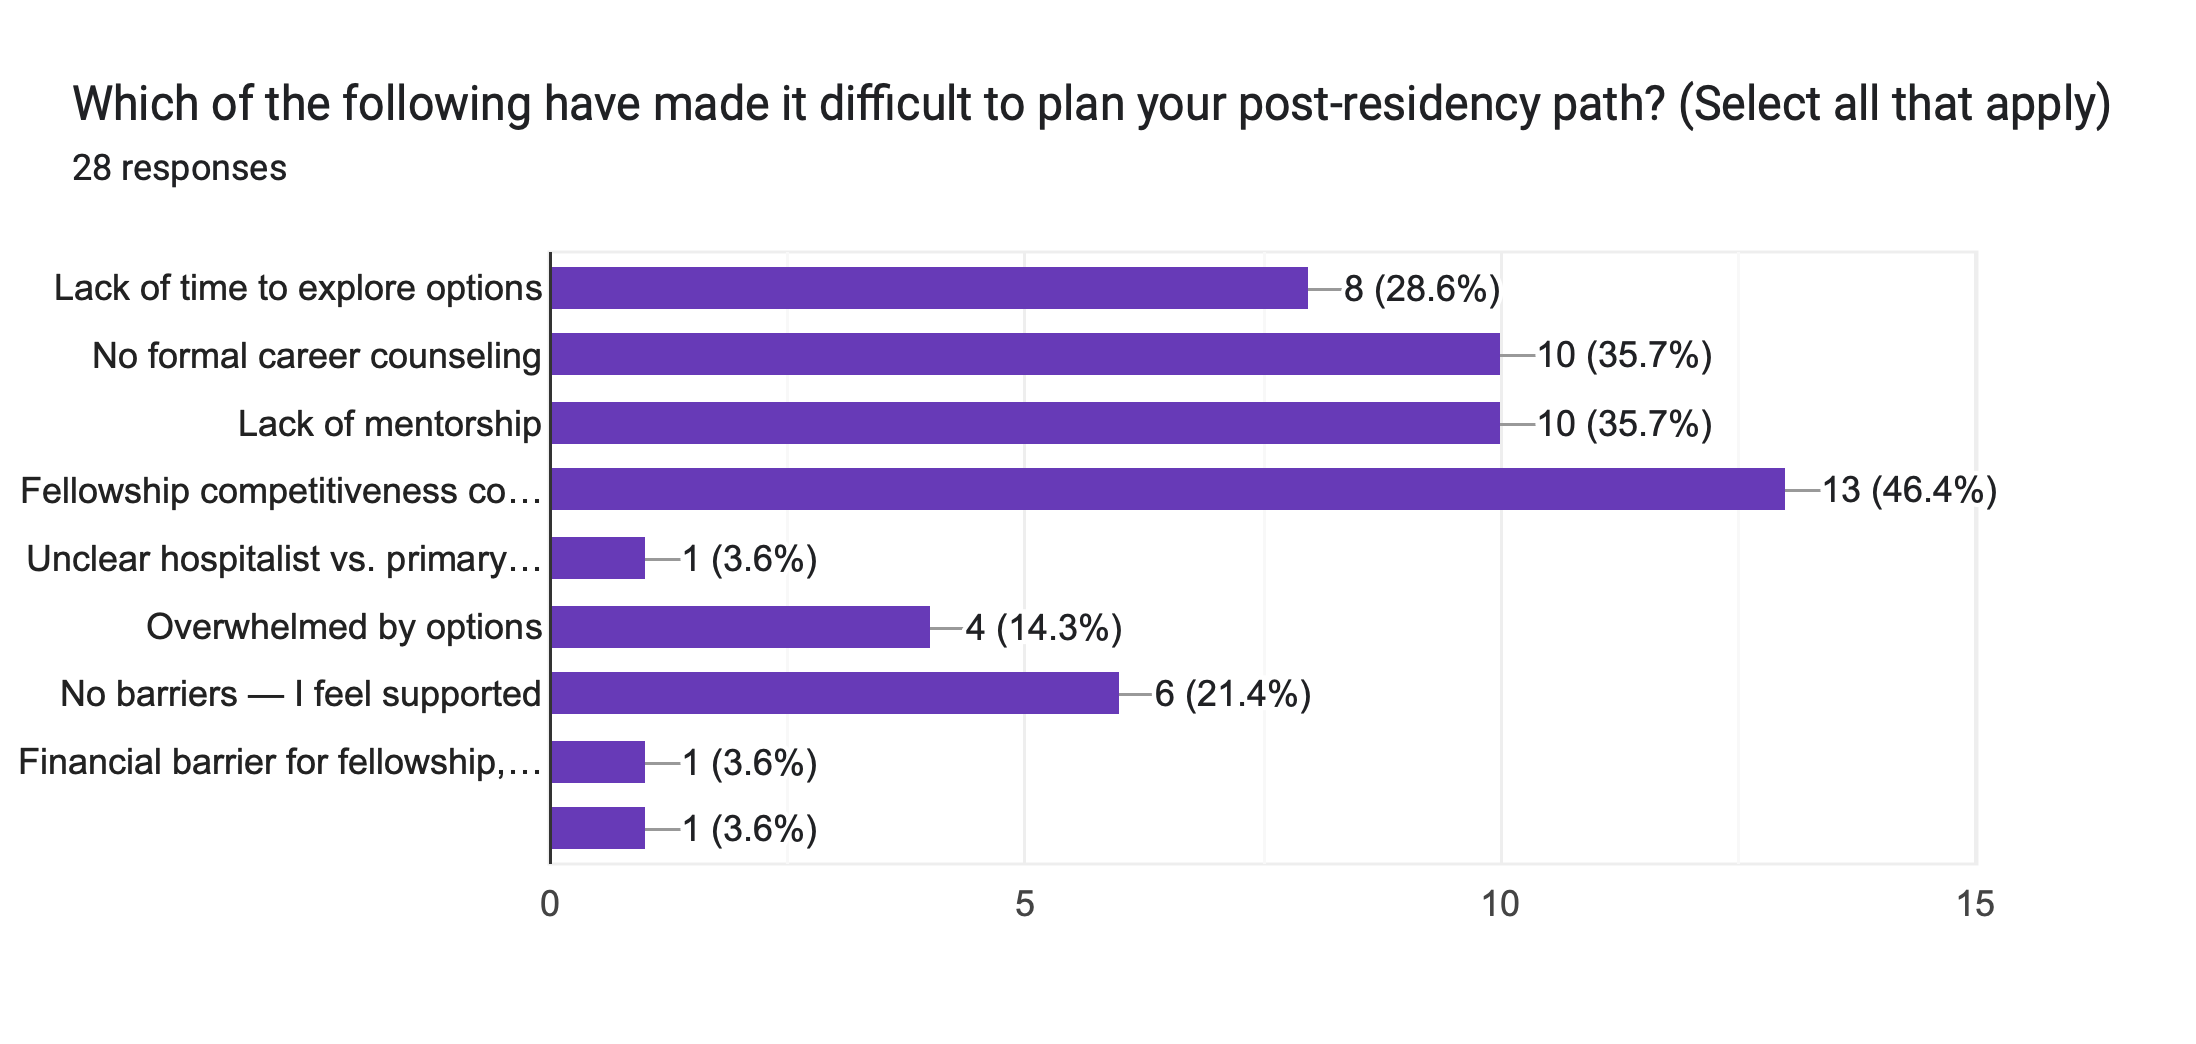 Which of the following have made it difficult to plan your post-residency path? (Select all that apply)
28 responses
Lack of time to explore options
8 (28.6%)
No formal career counseling
10 (35.7%)
Lack of mentorship
10 (35.7%)
Fellowship competitiveness co…
13 (46.4%)
Unclear hospitalist vs. primary…
1 (3.6%)
Overwhelmed by options
4 (14.3%)
No barriers — I feel supported
6 (21.4%)
Financial barrier for fellowship,…
1 (3.6%)
1 (3.6%)
0 5 10 15